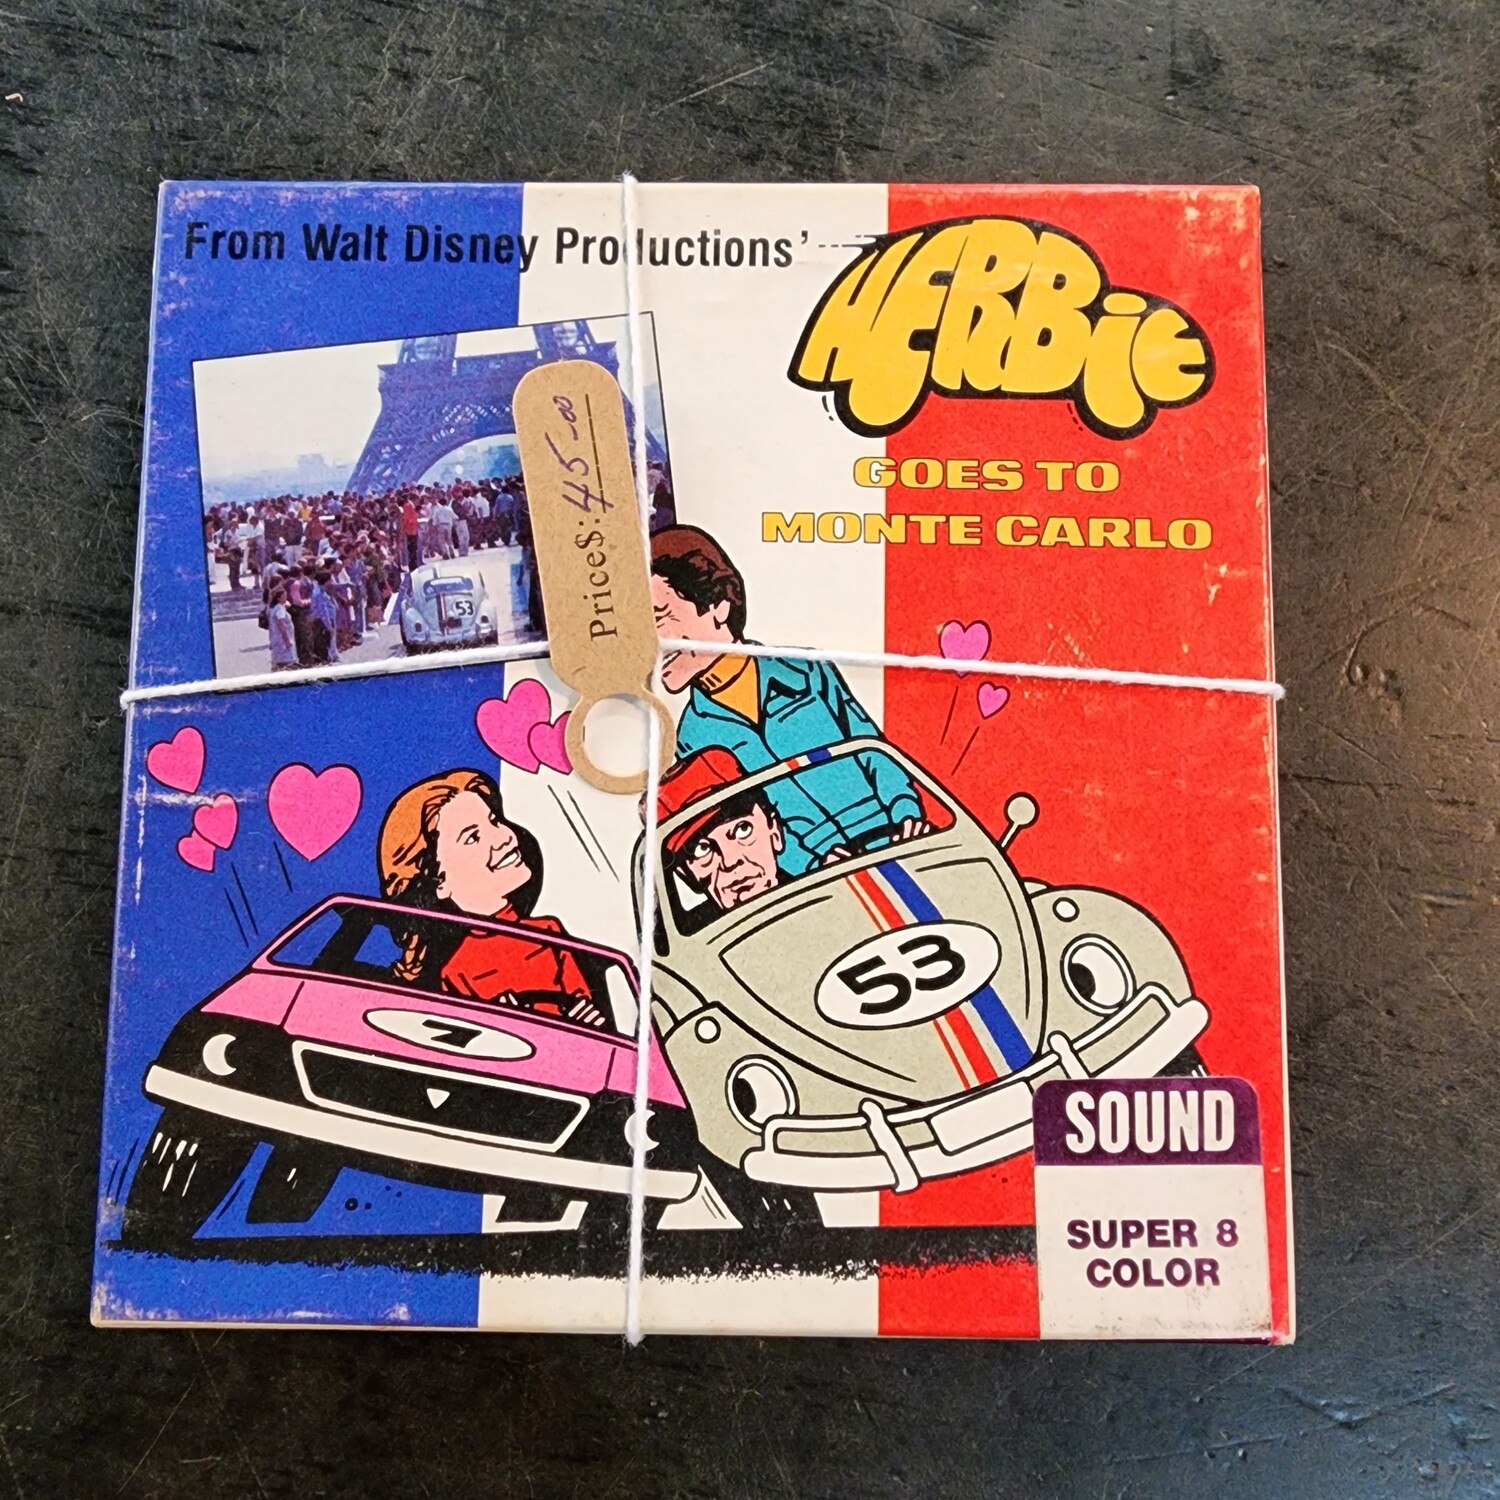 From Walt Disney Productions'
HERBIE
GOES TO
MONTE CARLO
Price$: 45.00
53
7
53
SOUND
SUPER 8
COLOR